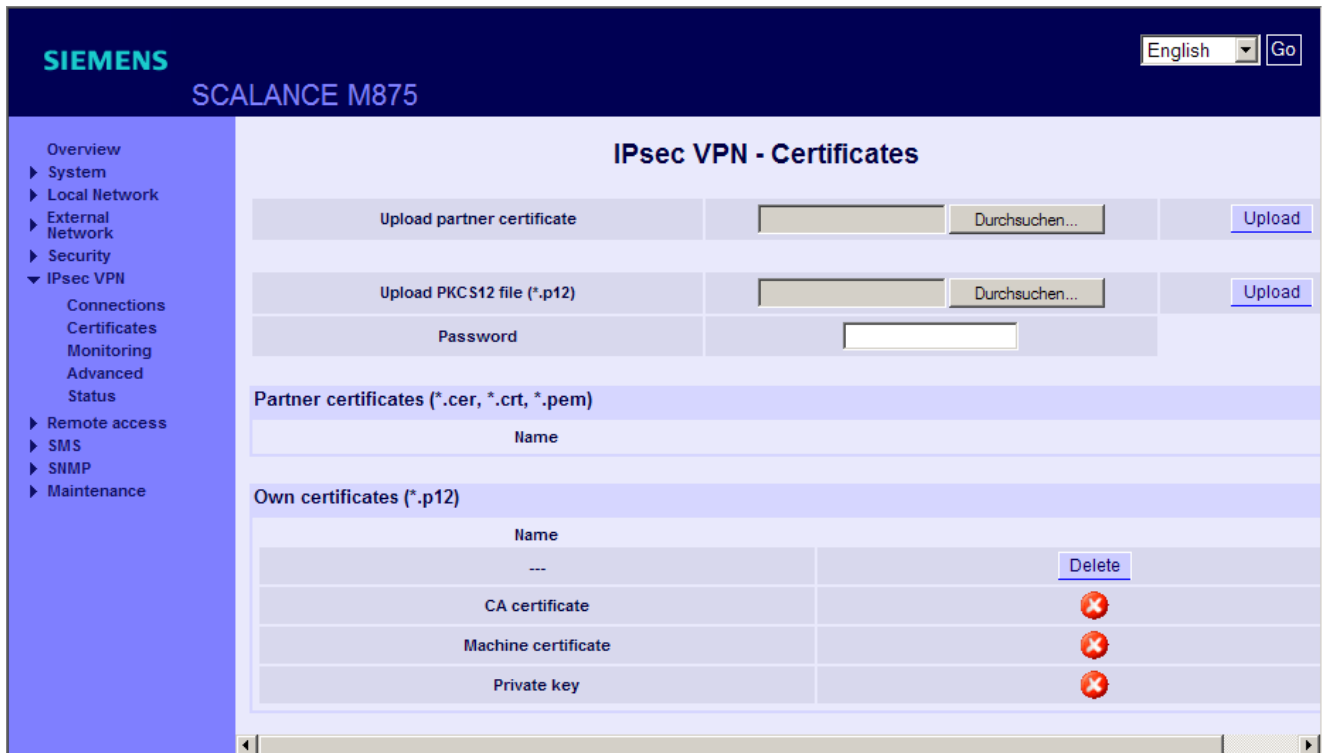 SIEMENS
English
Go
SCALANCE M875
Overview
System
Local Network
External
Network
Security
IPsec VPN
Connections
Certificates
Monitoring
Advanced
Status
Remote access
SMS
SNMP
Maintenance
IPsec VPN - Certificates
Upload partner certificate
Durchsuchen...
Upload
Upload PKCS12 file (*.p12)
Durchsuchen...
Upload
Password
Partner certificates (*.cer, *.crt, *.pem)
Name
Own certificates (*.p12)
Name
---
Delete
CA certificate
Machine certificate
Private key